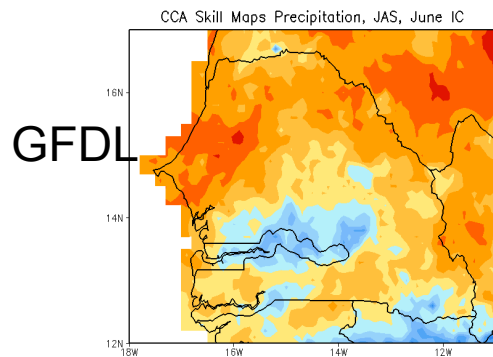 CCA Skill Maps Precipitation, JAS, June IC
16N
GFDL
14N
12N
18W 16W 14W 12W